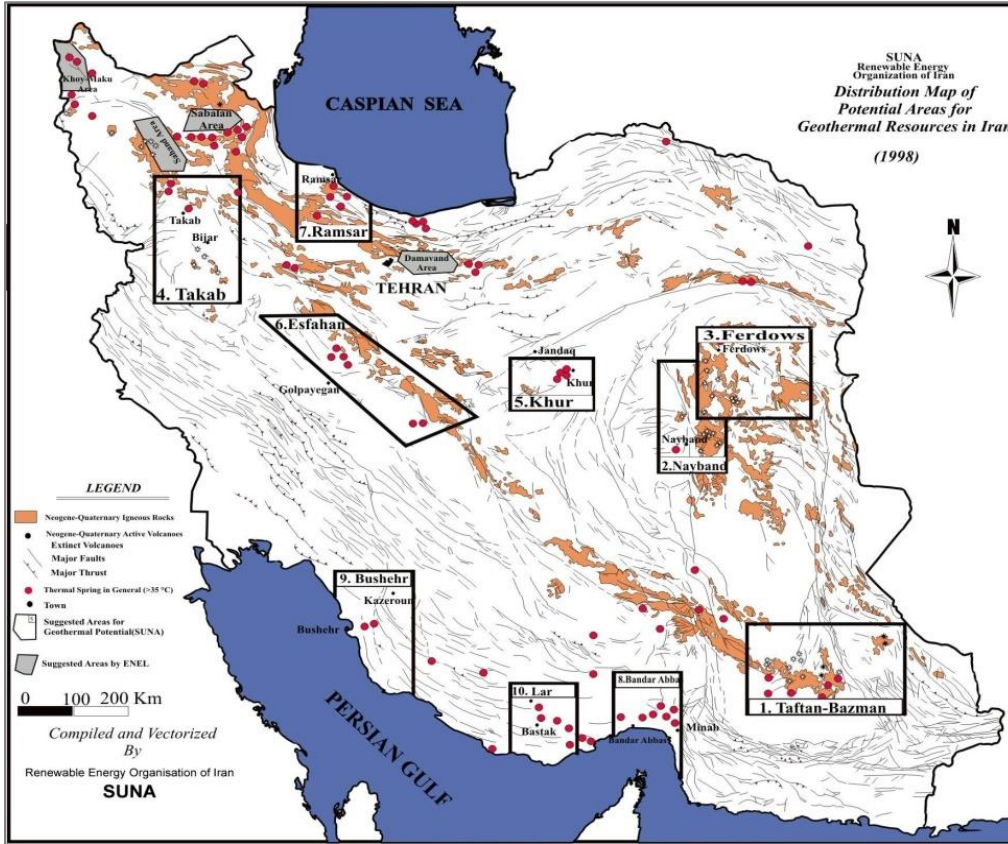 SUNA
Renewable Energy
Organization of Iran
Distribution Map of
Potential Areas for
Geothermal Resources in Iran
(1998)
N
CASPIAN SEA
Khoy-Maku
Area
Sabalan
Area
Sahand Area
Takab
Bijar
4. Takab
Ramsar
7.Ramsar
Damavand
Area
TEHRAN
6.Esfahan
Golpayegan
Jandaq
Khur
5.Khur
3.Ferdows
Ferdows
Nayband
2.Nayband
9. Bushehr
Kazeroun
Bushehr
10. Lar
Bastak
8.Bandar Abba
Bandar Abbas
Minab
1. Taftan-Bazman
PERSIAN GULF
LEGEND
Neogene-Quaternary Igneous Rocks
Neogene-Quaternary Active Volcanoes
Extinct Volcanoes
Major Faults
Major Thrust
Thermal Spring in General (>35 °C)
Town
Suggested Areas for
Geothermal Potential(SUNA)
Suggested Areas by ENEL
0 100 200 Km
Compiled and Vectorized
By
Renewable Energy Organisation of Iran
SUNA